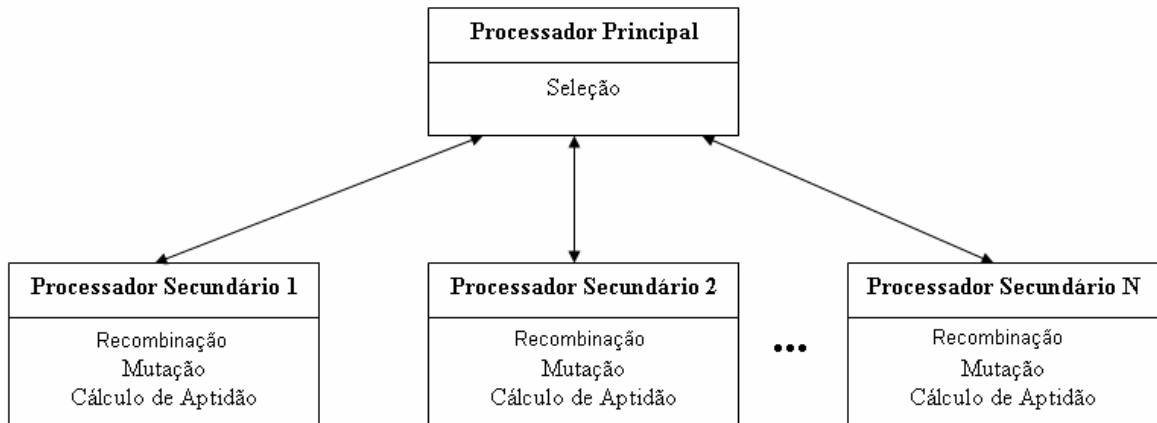 Processador Principal
Seleção
Processador Secundário 1
Recombinação
Mutação
Cálculo de Aptidão
Processador Secundário 2
Recombinação
Mutação
Cálculo de Aptidão
•••
Processador Secundário N
Recombinação
Mutação
Cálculo de Aptidão